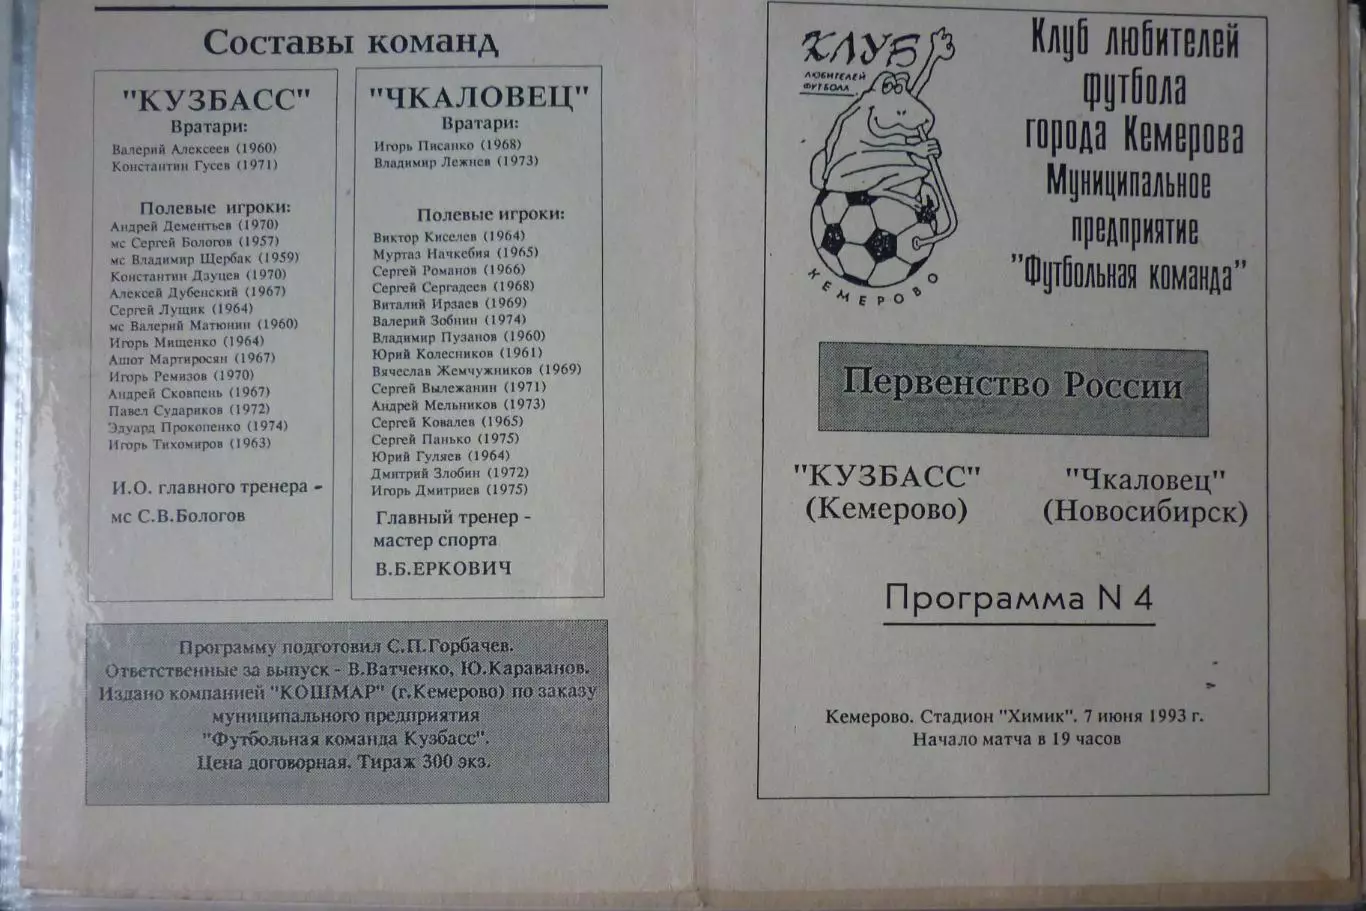 Составы команд
"КУЗБАСС"
Вратари:
Валерий Алексеев (1960)
Константин Гусев (1971)
Полевые игроки:
Андрей Дементьев (1970)
мс Сергей Бологов (1957)
мс Владимир Щербак (1959)
Константин Дзуцев (1970)
Алексей Дубенский (1967)
Сергей Лущик (1964)
мс Валерий Матюнин (1960)
Игорь Мищенко (1964)
Ашот Мартиросян (1967)
Игорь Ремизов (1970)
Андрей Сковпень (1967)
Павел Судариков (1972)
Эдуард Прокопенко (1974)
Игорь Тихомиров (1963)
И.О. главного тренера -
мс С.В.Бологов
"ЧКАЛОВЕЦ"
Вратари:
Игорь Писанко (1968)
Владимир Лежнев (1973)
Полевые игроки:
Виктор Киселев (1964)
Муртаз Начкебия (1965)
Сергей Романов (1966)
Сергей Сергадеев (1968)
Виталий Ирзаев (1969)
Валерий Зобнин (1974)
Владимир Пузанов (1960)
Юрий Колесников (1961)
Вячеслав Жемчужников (1969)
Сергей Вылежанин (1971)
Андрей Мельников (1973)
Сергей Ковалев (1965)
Сергей Панько (1975)
Юрий Гуляев (1964)
Дмитрий Злобин (1972)
Игорь Дмитриев (1975)
Главный тренер -
мастер спорта
В.Б.ЕРКОВИЧ
Программу подготовил С.П.Горбачев.
Ответственные за выпуск - В.Ватченко, Ю.Караванов.
Издано компанией "КОШМАР" (г.Кемерово) по заказу
муниципального предприятия
"Футбольная команда Кузбасс".
Цена договорная. Тираж 300 экз.
КЛУБ
ЛЮБИТЕЛЕЙ
ФУТБОЛА
КЕМЕРОВО
Клуб любителей
футбола
города Кемерова
Муниципальное
предприятие
"Футбольная команда"
Первенство России
"КУЗБАСС"
(Кемерово)
"Чкаловец"
(Новосибирск)
Программа N 4
Кемерово. Стадион "Химик". 7 июня 1993 г.
Начало матча в 19 часов